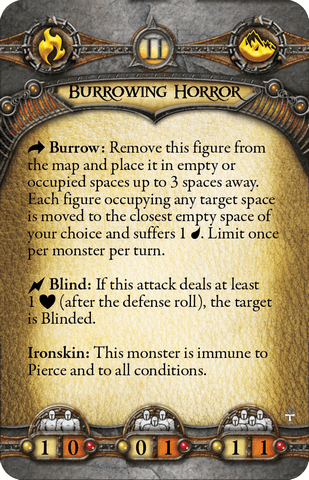 II
BURROWING HORROR
Burrow: Remove this figure from
the map and place it in empty or
occupied spaces up to 3 spaces away.
Each figure occupying any target space
is moved to the closest empty space of
your choice and suffers 1 . Limit once
per monster per turn.
Blind: If this attack deals at least
1 (after the defense roll), the target
is Blinded.
Ironskin: This monster is immune to
Pierce and to all conditions.
1 0 0 1 1 1